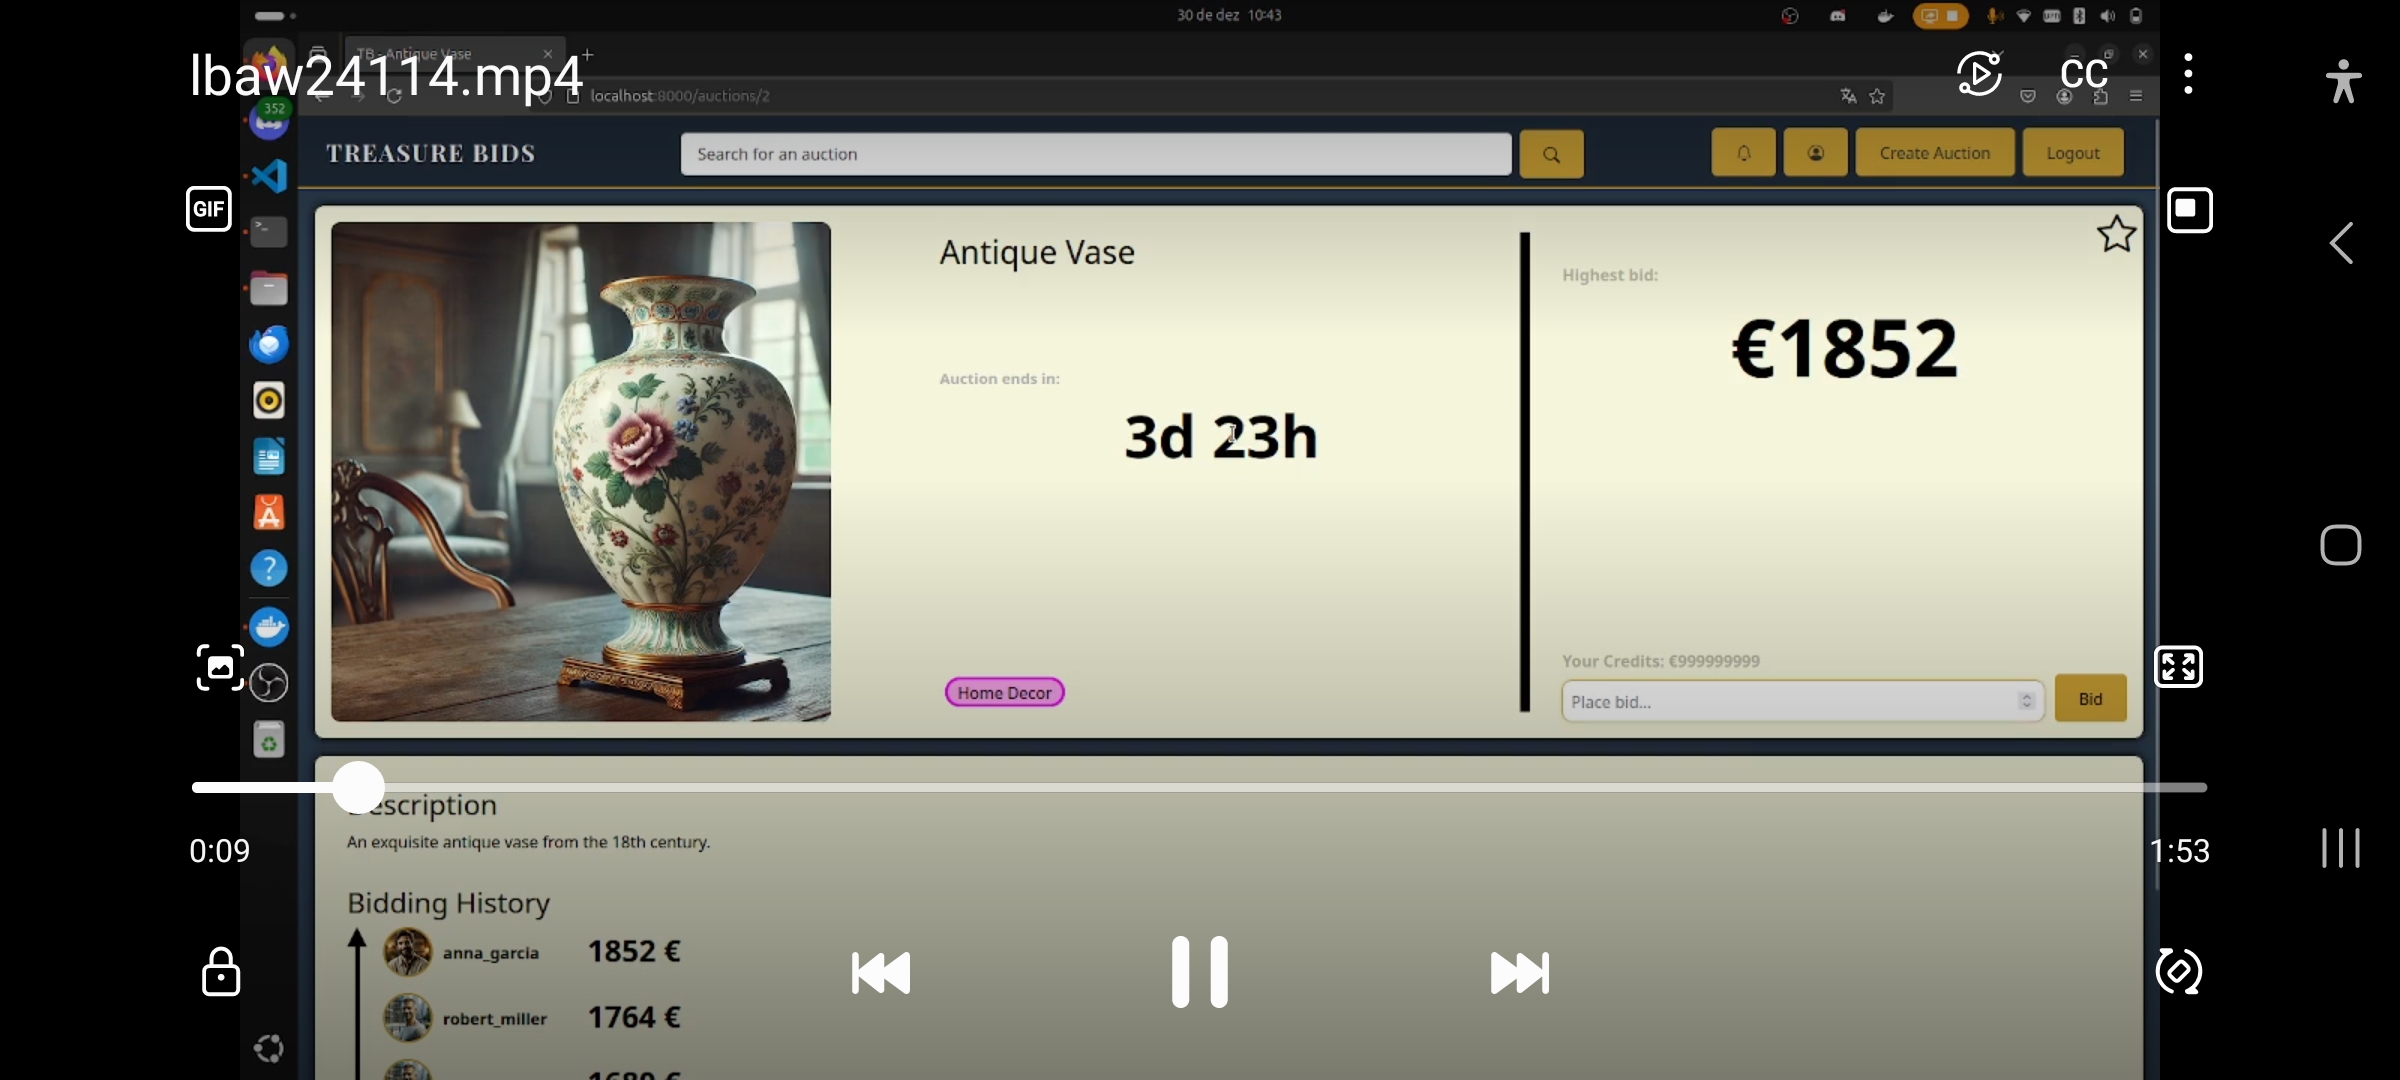 30 de dez 10:43
TB - Antique Vase
lbaw24114.mp4
CC
352
localhost:8000/auctions/2
TREASURE BIDS
Search for an auction
Create Auction
Logout
GIF
Antique Vase
Highest bid:
€1852
Auction ends in:
3d 23h
Your Credits: €999999999
Home Decor
Place bid...
Bid
Description
An exquisite antique vase from the 18th century.
0:09
1:53
Bidding History
anna_garcia 1852 €
robert_miller 1764 €